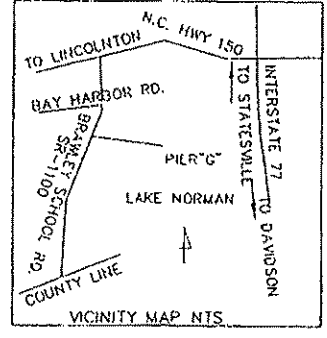 N.C. HWY 150
TO LINCOLNTON
BAY HARBOR RD.
BRAWLEY SCHOOL RD.
SR-1100
PIER "G"
LAKE NORMAN
TO STATESVILLE
INTERSTATE 77
TO DAVIDSON
COUNTY LINE
VICINITY MAP NTS